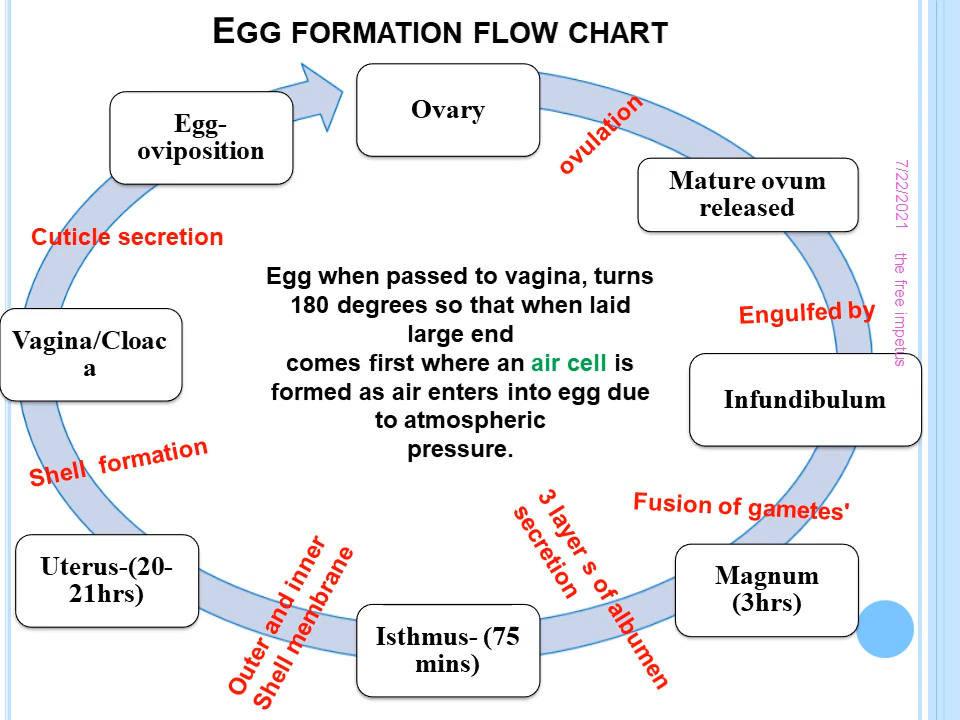 EGG FORMATION FLOW CHART
Ovary
ovulation
Mature ovum
released
Engulfed by
Infundibulum
Fusion of gametes'
Magnum
(3hrs)
3 layer s of albumen
secretion
Isthmus- (75
mins)
Outer and inner
Shell membrane
Uterus-(20-
21hrs)
Shell formation
Vagina/Cloac
a
Cuticle secretion
Egg-
oviposition
Egg when passed to vagina, turns
180 degrees so that when laid
large end
comes first where an air cell is
formed as air enters into egg due
to atmospheric
pressure.
7/22/2021 the free impetus